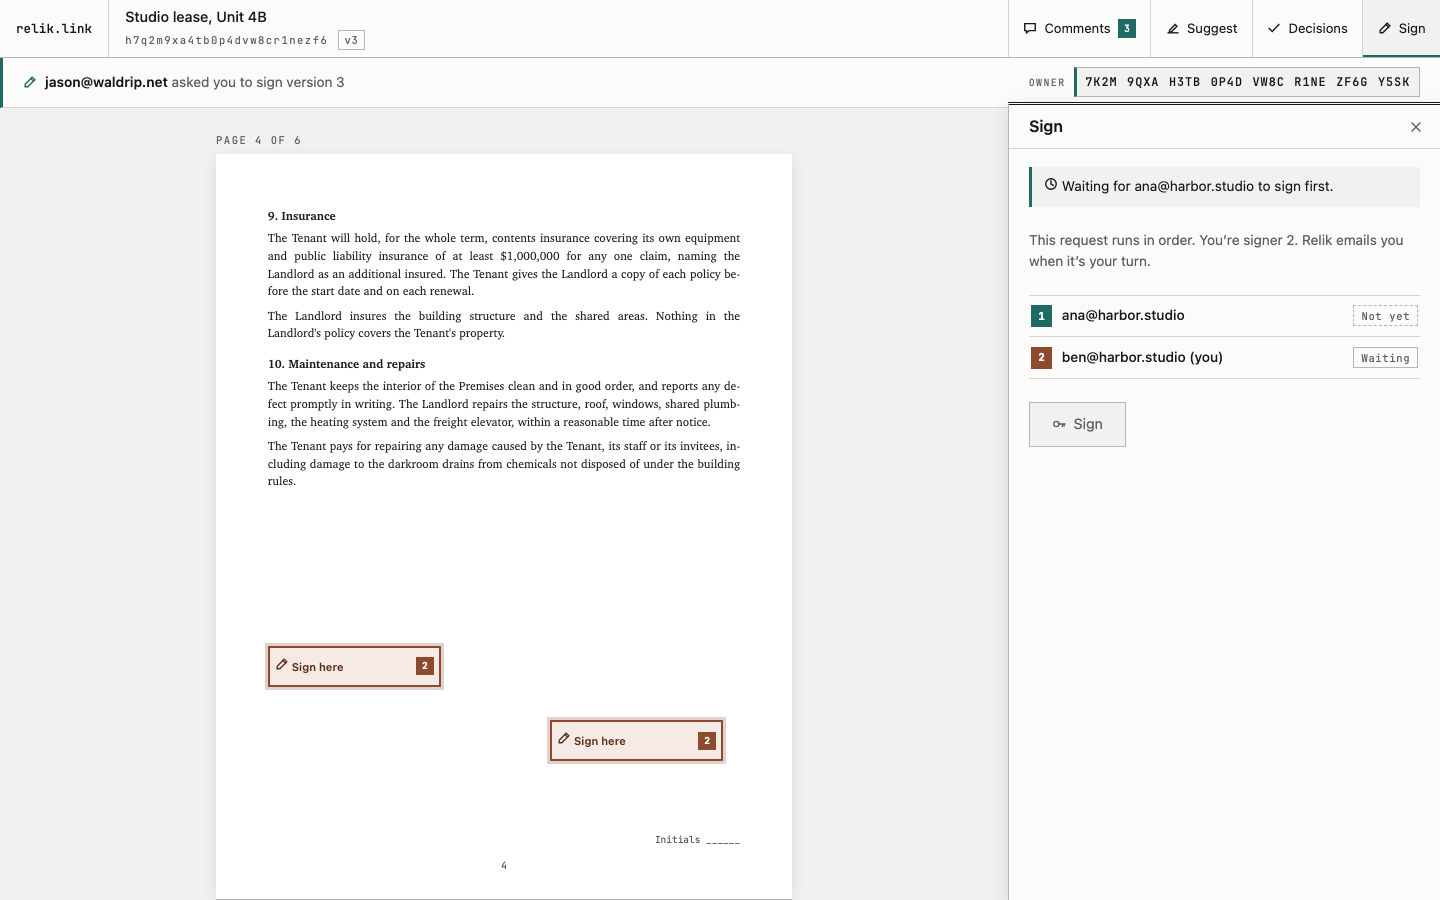 relik.link
Studio lease, Unit 4B
h7q2m9xa4tb0p4dvw8cr1nezf6 v3
Comments 3
Suggest
Decisions
Sign
jason@waldrip.net asked you to sign version 3
OWNER 7K2M 9QXA H3TB 0P4D VW8C R1NE ZF6G Y5SK
PAGE 4 OF 6
9. Insurance
The Tenant will hold, for the whole term, contents insurance covering its own equipment
and public liability insurance of at least $1,000,000 for any one claim, naming the
Landlord as an additional insured. The Tenant gives the Landlord a copy of each policy be-
fore the start date and on each renewal.
The Landlord insures the building structure and the shared areas. Nothing in the
Landlord's policy covers the Tenant's property.
10. Maintenance and repairs
The Tenant keeps the interior of the Premises clean and in good order, and reports any de-
fect promptly in writing. The Landlord repairs the structure, roof, windows, shared plumb-
ing, the heating system and the freight elevator, within a reasonable time after notice.
The Tenant pays for repairing any damage caused by the Tenant, its staff or its invitees, in-
cluding damage to the darkroom drains from chemicals not disposed of under the building
rules.
Sign here 2
Sign here 2
Initials ______
4
Sign
Waiting for ana@harbor.studio to sign first.
This request runs in order. You're signer 2. Relik emails you
when it's your turn.
1 ana@harbor.studio Not yet
2 ben@harbor.studio (you) Waiting
Sign